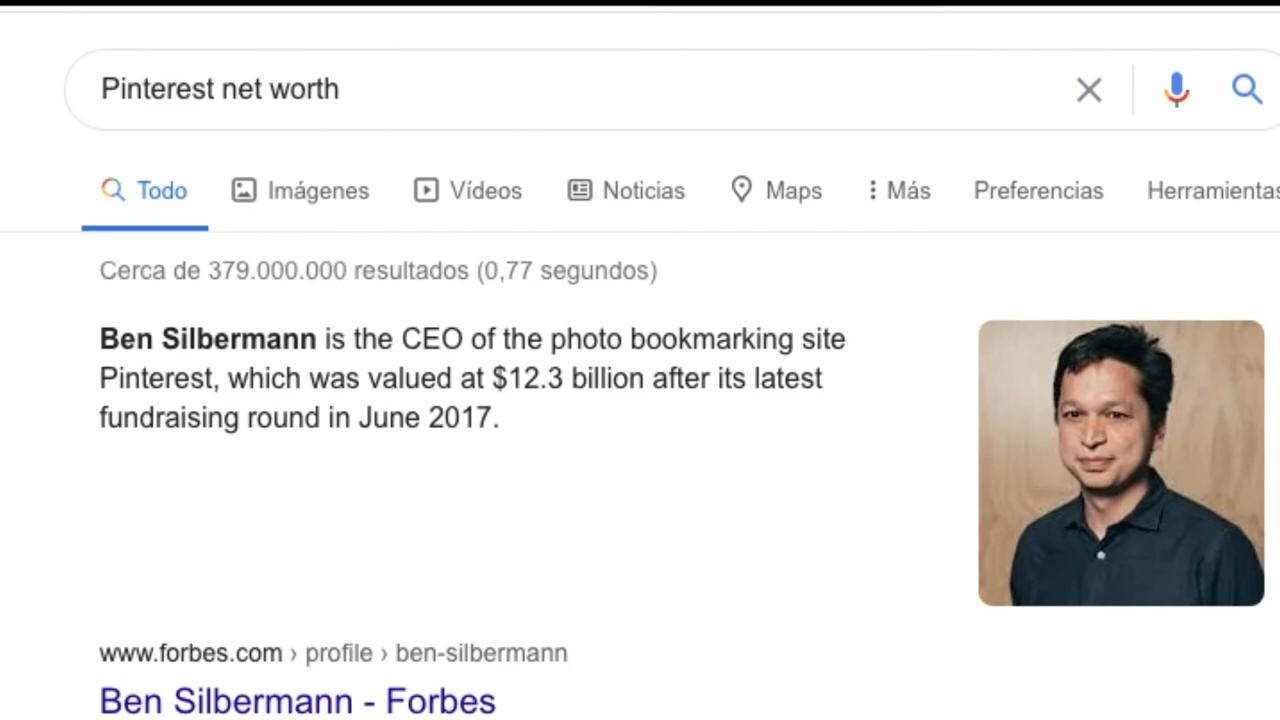 Pinterest net worth
Todo Imágenes Vídeos Noticias Maps Más Preferencias Herramientas
Cerca de 379.000.000 resultados (0,77 segundos)
Ben Silbermann is the CEO of the photo bookmarking site
Pinterest, which was valued at $12.3 billion after its latest
fundraising round in June 2017.
www.forbes.com › profile › ben-silbermann
Ben Silbermann - Forbes